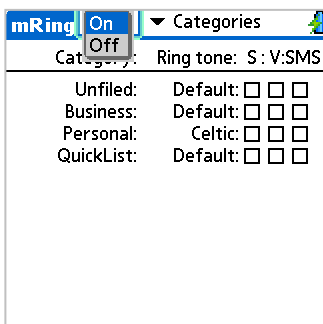 mRing On ▼ Categories
Off
Category: Ring tone: S : V:SMS
Unfiled: Default:
Business: Default:
Personal: Celtic:
QuickList: Default: